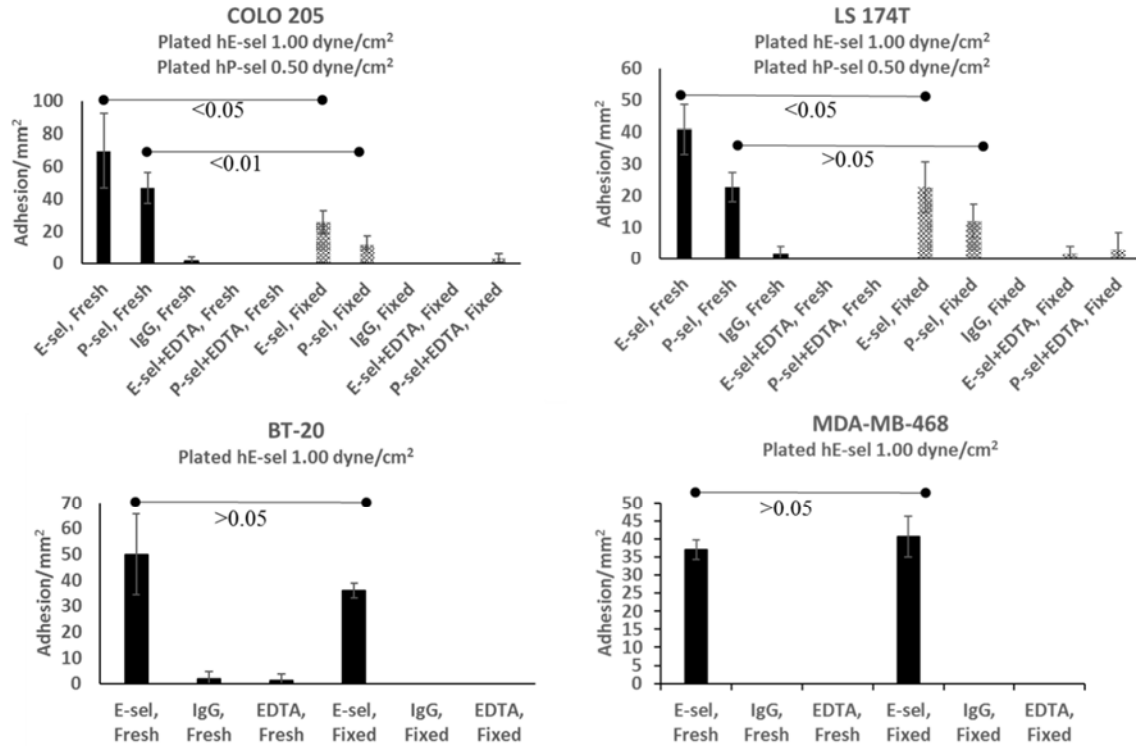 COLO 205
Plated hE-sel 1.00 dyne/cm²
Plated hP-sel 0.50 dyne/cm²
Adhesion/mm²
100
80
60
40
20
0
<0.05
<0.01
E-sel, Fresh
P-sel, Fresh
IgG, Fresh
E-sel+EDTA, Fresh
P-sel+EDTA, Fresh
E-sel, Fixed
P-sel, Fixed
IgG, Fixed
E-sel+EDTA, Fixed
P-sel+EDTA, Fixed
LS 174T
Plated hE-sel 1.00 dyne/cm²
Plated hP-sel 0.50 dyne/cm²
Adhesion/mm²
60
50
40
30
20
10
0
<0.05
>0.05
E-sel, Fresh
P-sel, Fresh
IgG, Fresh
E-sel+EDTA, Fresh
P-sel+EDTA, Fresh
E-sel, Fixed
P-sel, Fixed
IgG, Fixed
E-sel+EDTA, Fixed
P-sel+EDTA, Fixed
BT-20
Plated hE-sel 1.00 dyne/cm²
Adhesion/mm²
70
60
50
40
30
20
10
0
>0.05
E-sel, Fresh
IgG, Fresh
EDTA, Fresh
E-sel, Fixed
IgG, Fixed
EDTA, Fixed
MDA-MB-468
Plated hE-sel 1.00 dyne/cm²
Adhesion/mm²
50
45
40
35
30
25
20
15
10
5
0
>0.05
E-sel, Fresh
IgG, Fresh
EDTA, Fresh
E-sel, Fixed
IgG, Fixed
EDTA, Fixed